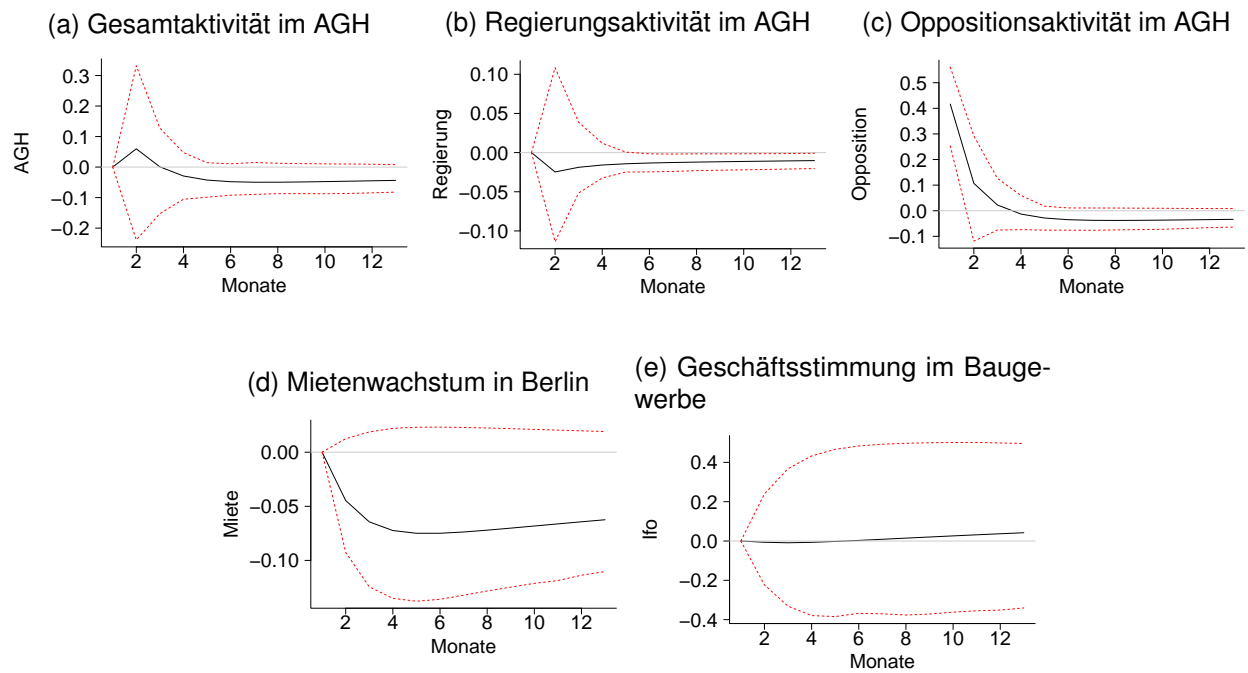 (a) Gesamtaktivität im AGH
(b) Regierungsaktivität im AGH
(c) Oppositionsaktivität im AGH
AGH
0.3
0.2
0.1
0.0
−0.1
−0.2
2 4 6 8 10 12
Monate
Regierung
0.10
0.05
0.00
−0.05
−0.10
2 4 6 8 10 12
Monate
Opposition
0.5
0.4
0.3
0.2
0.1
0.0
−0.1
2 4 6 8 10 12
Monate
(d) Mietenwachstum in Berlin
(e) Geschäftsstimmung im Bauge-
werbe
Miete
0.00
−0.05
−0.10
2 4 6 8 10 12
Monate
Ifo
0.4
0.2
0.0
−0.2
−0.4
2 4 6 8 10 12
Monate